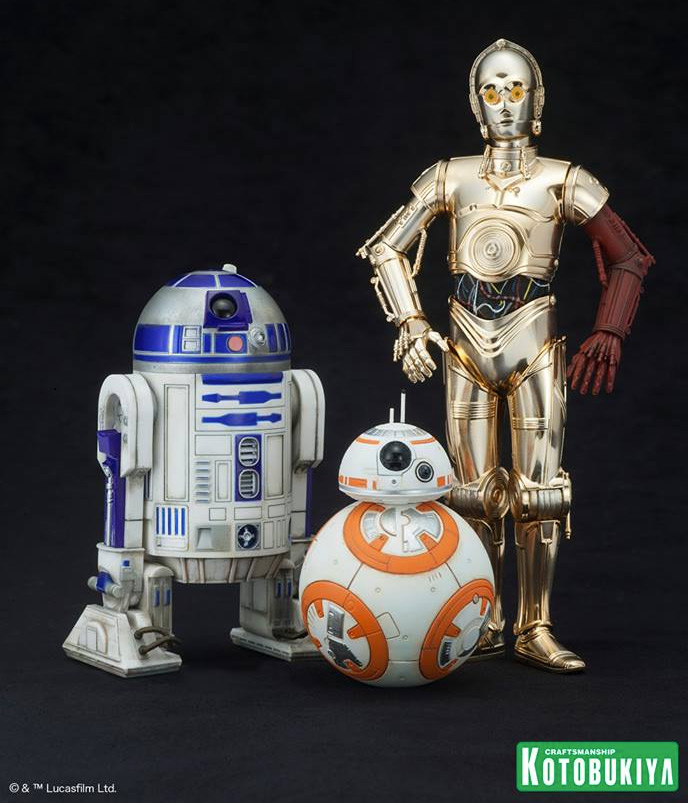 © & ™ Lucasfilm Ltd.
CRAFTSMANSHIP
KOTOBUKIYA